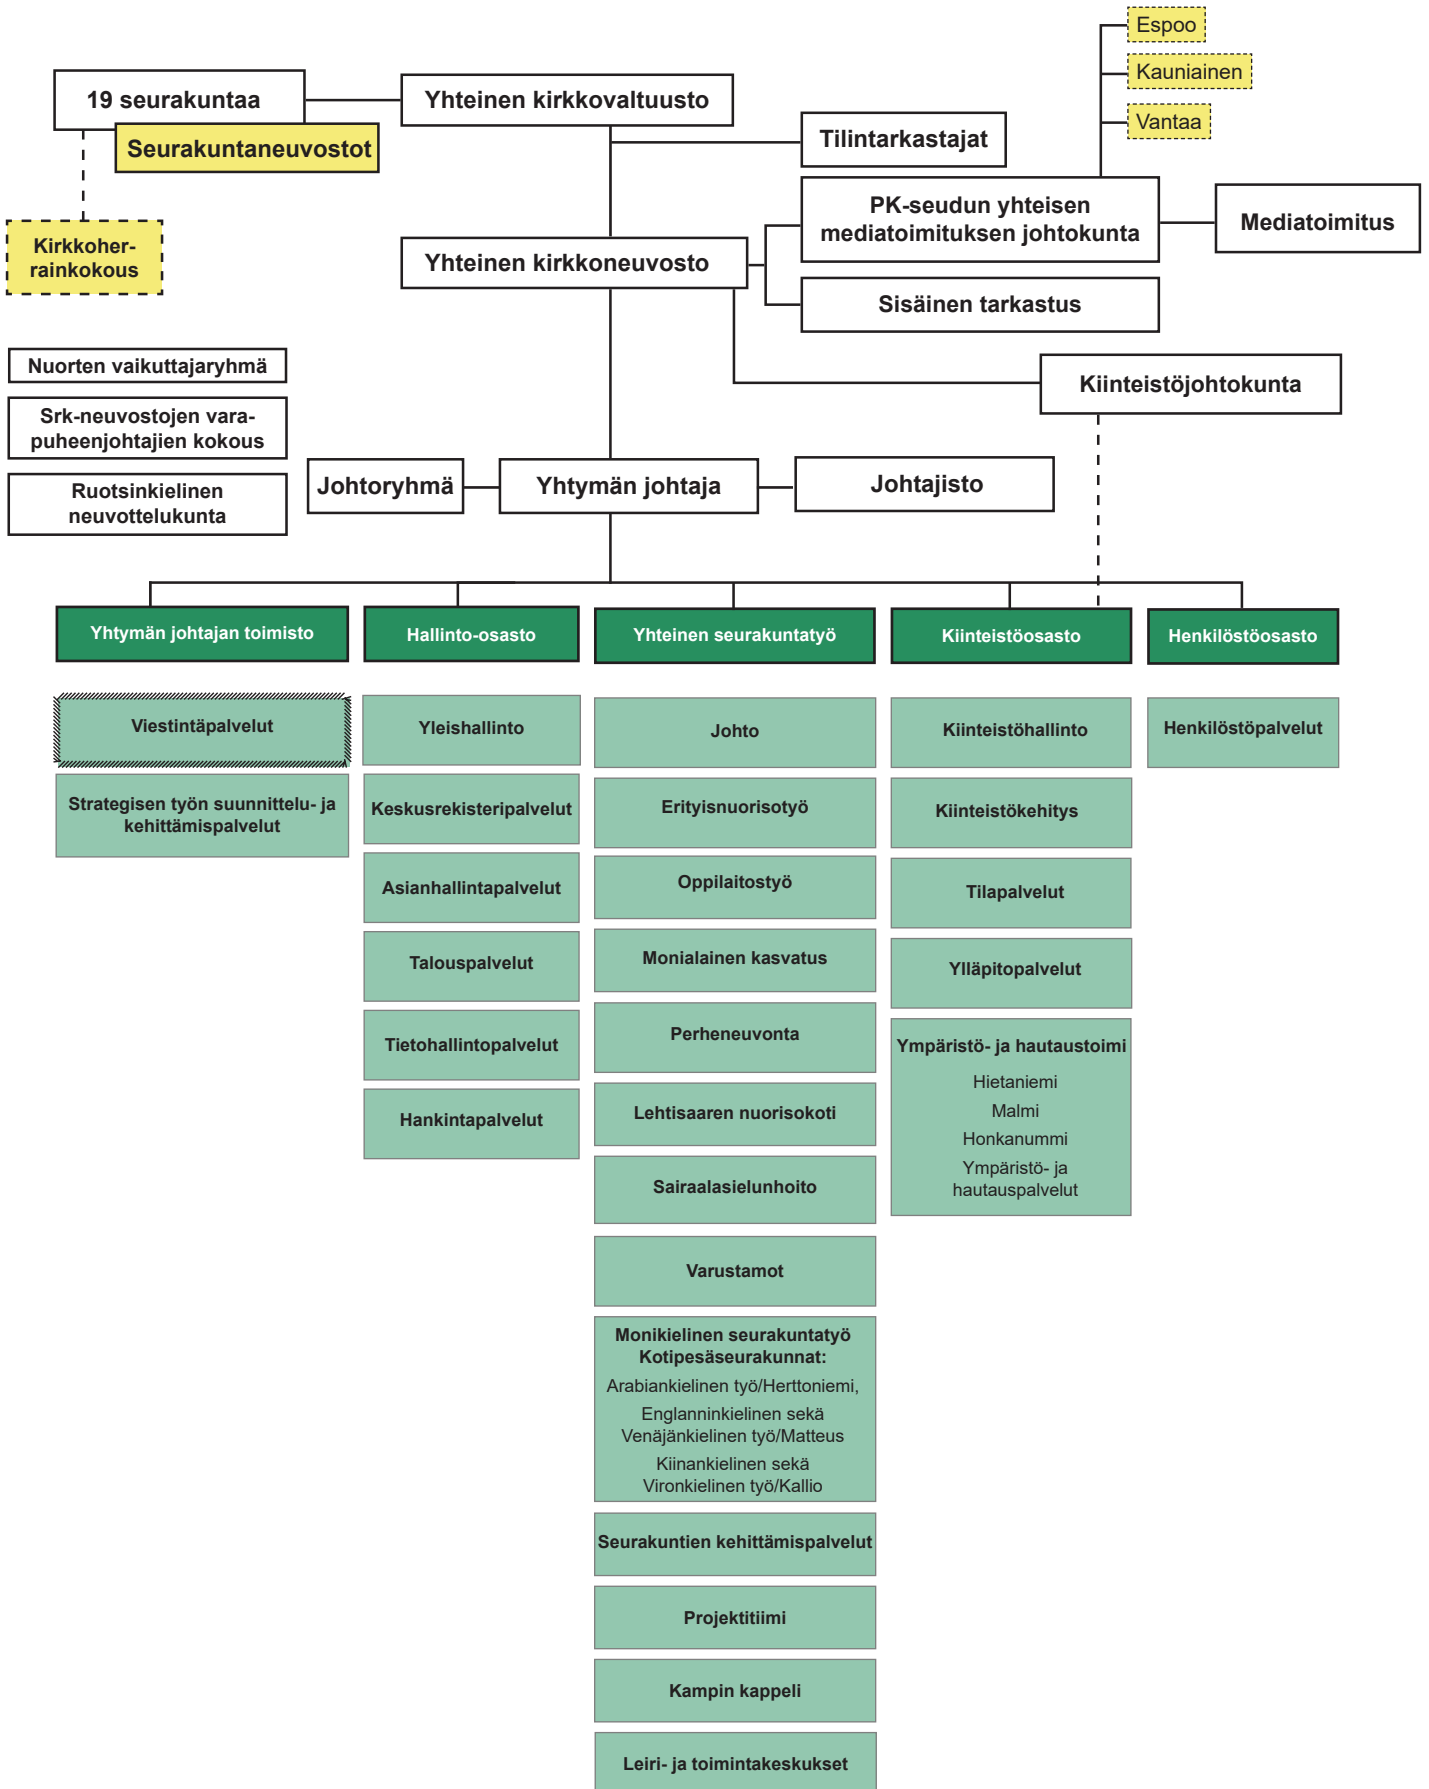 Espoo
Kauniainen
Vantaa
19 seurakuntaa
Seurakuntaneuvostot
Yhteinen kirkkovaltuusto
Tilintarkastajat
PK-seudun yhteisen
mediatoimituksen johtokunta
Mediatoimitus
Kirkkoher-
rainkokous
Yhteinen kirkkoneuvosto
Sisäinen tarkastus
Nuorten vaikuttajaryhmä
Kiinteistöjohtokunta
Srk-neuvostojen vara-
puheenjohtajien kokous
Ruotsinkielinen
neuvottelukunta
Johtoryhmä
Yhtymän johtaja
Johtajisto
Yhtymän johtajan toimisto
Hallinto-osasto
Yhteinen seurakuntatyö
Kiinteistöosasto
Henkilöstöosasto
Viestintäpalvelut
Strategisen työn suunnittelu- ja
kehittämispalvelut
Yleishallinto
Keskusrekisteripalvelut
Asianhallintapalvelut
Talouspalvelut
Tietohallintopalvelut
Hankintapalvelut
Johto
Erityisnuorisotyö
Oppilaitostyö
Monialainen kasvatus
Perheneuvonta
Lehtisaaren nuorisokoti
Sairaalasielunhoito
Varustamot
Monikielinen seurakuntatyö
Kotipesäseurakunnat:
Arabiankielinen työ/Herttoniemi,
Englanninkielinen sekä
Venäjänkielinen työ/Matteus
Kiinankielinen sekä
Vironkielinen työ/Kallio
Seurakuntien kehittämispalvelut
Projektitiimi
Kampin kappeli
Leiri- ja toimintakeskukset
Kiinteistöhallinto
Kiinteistökehitys
Tilapalvelut
Ylläpitopalvelut
Ympäristö- ja hautaustoimi
Hietaniemi
Malmi
Honkanummi
Ympäristö- ja
hautauspalvelut
Henkilöstöpalvelut